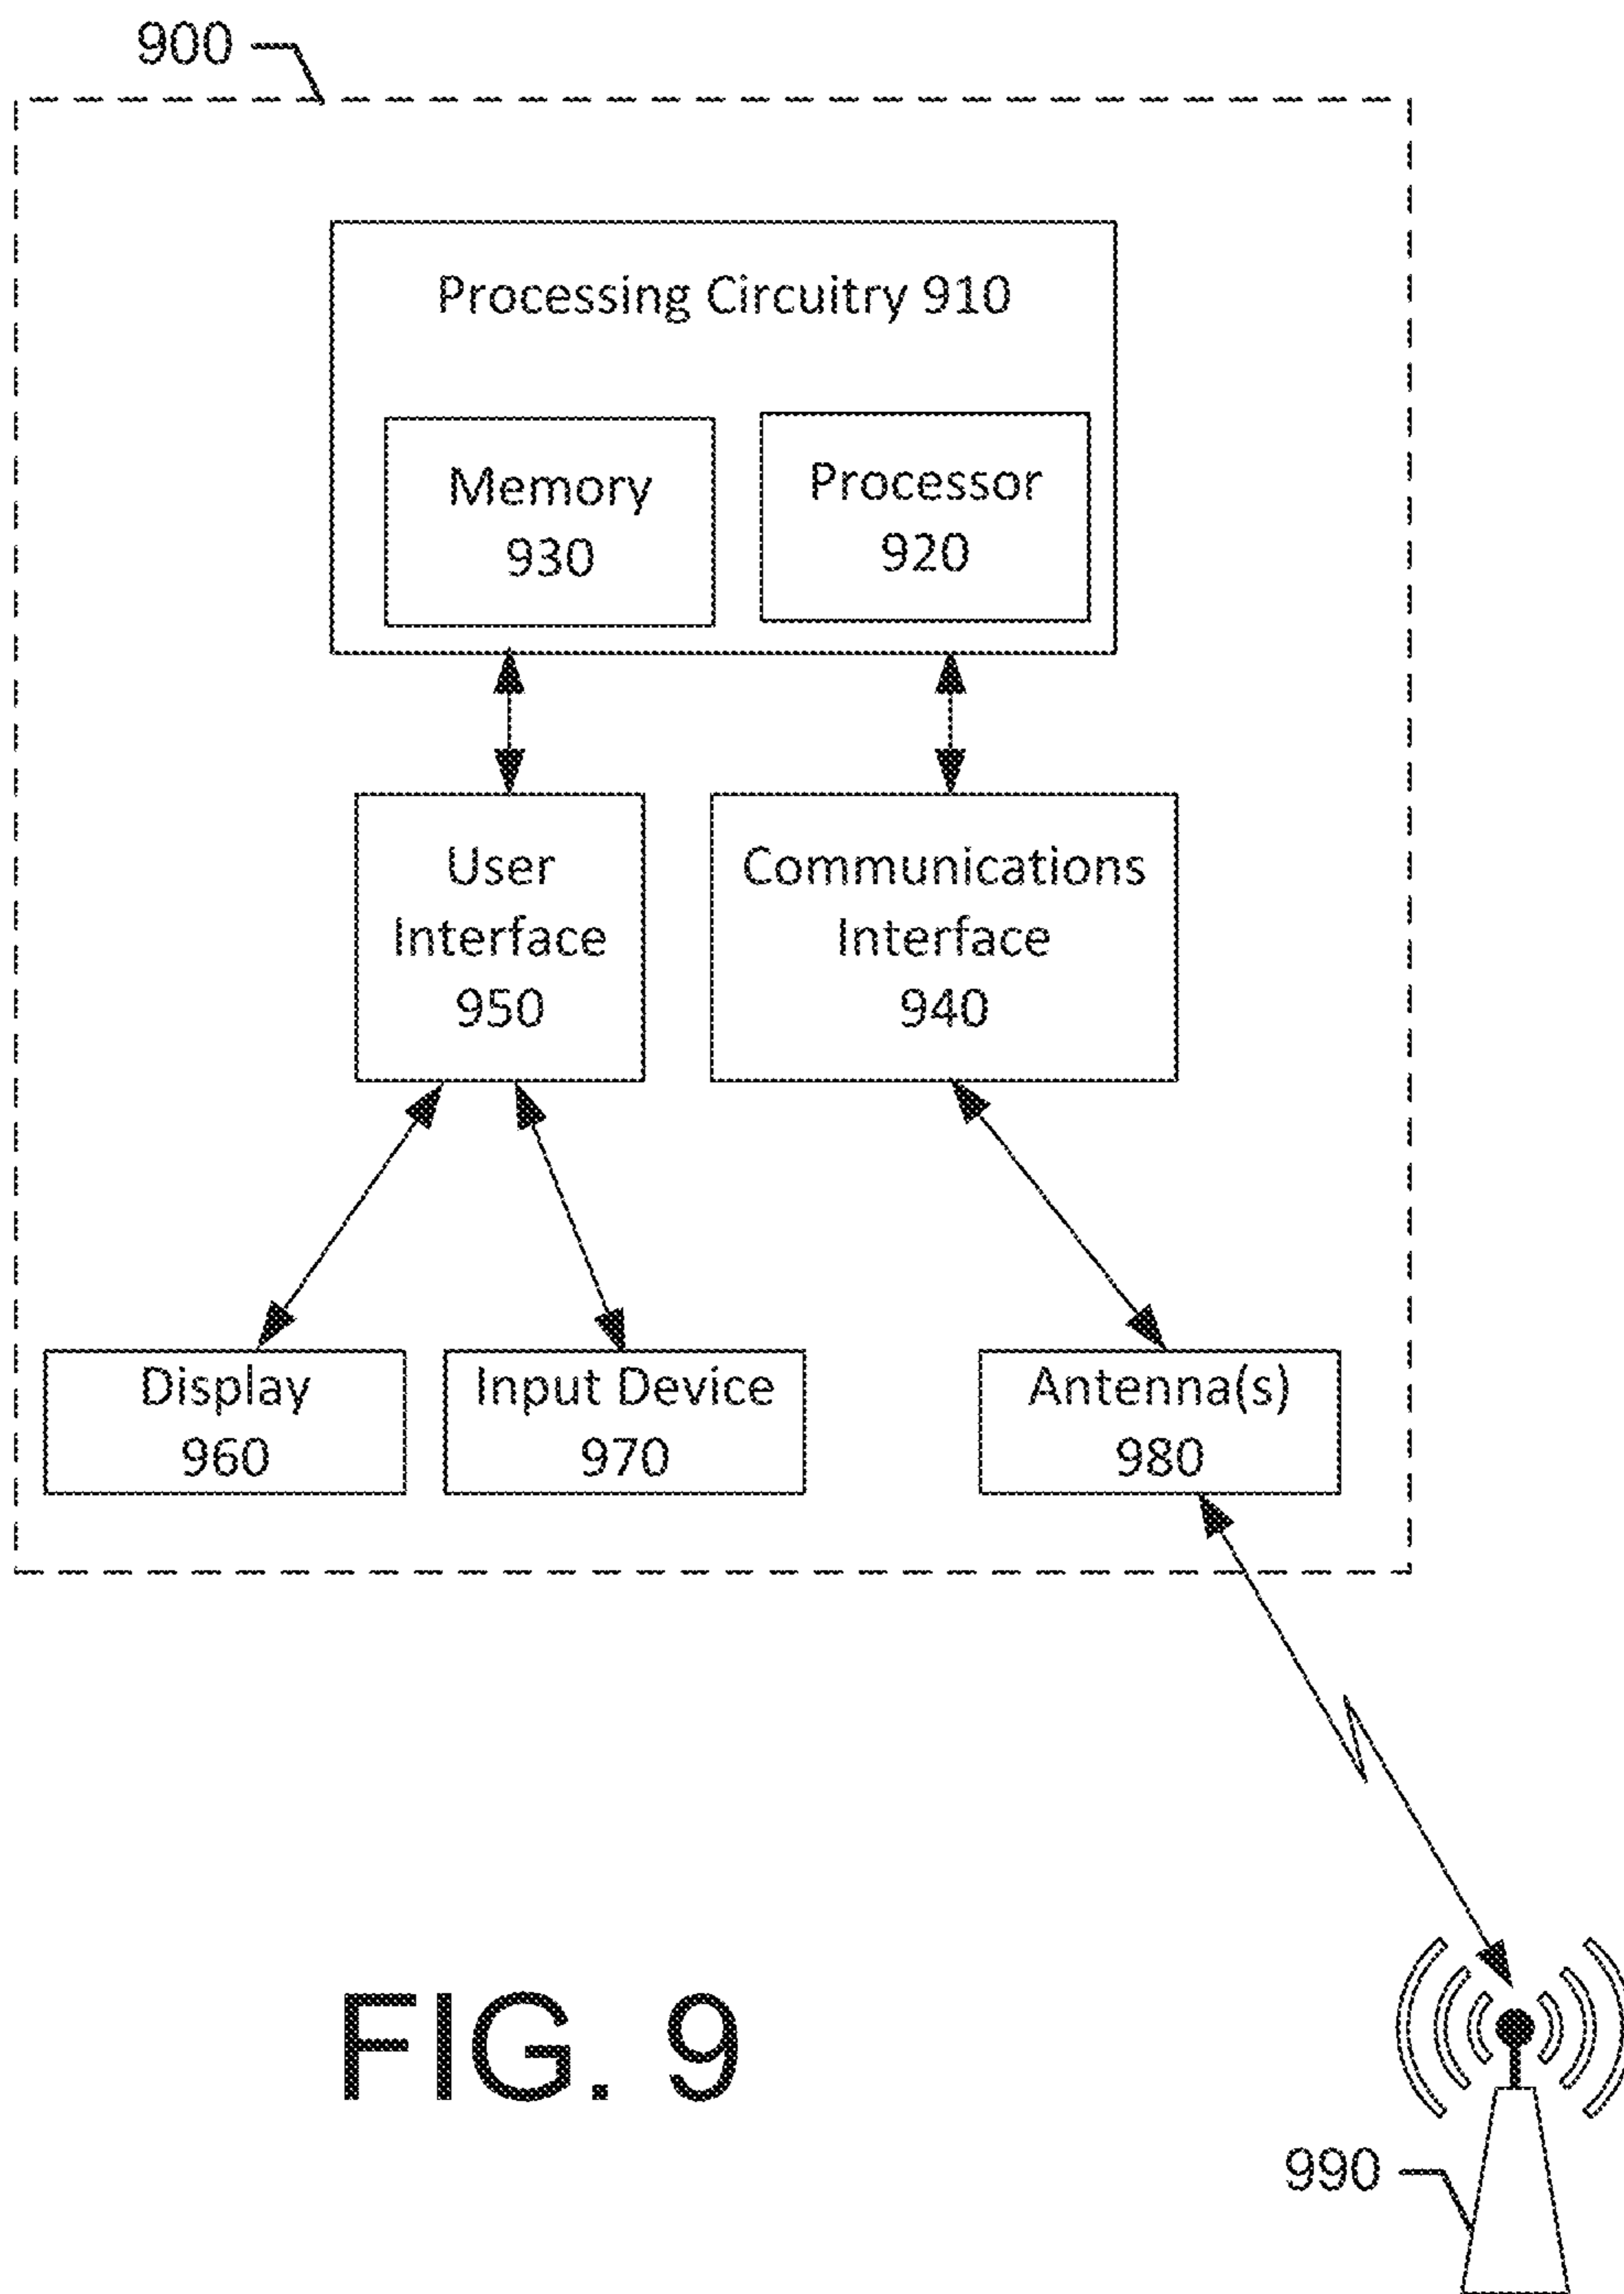 900
Processing Circuitry 910
Memory
930
Processor
920
User
Interface
950
Communications
Interface
940
Display
960
Input Device
970
Antenna(s)
980
FIG. 9
990